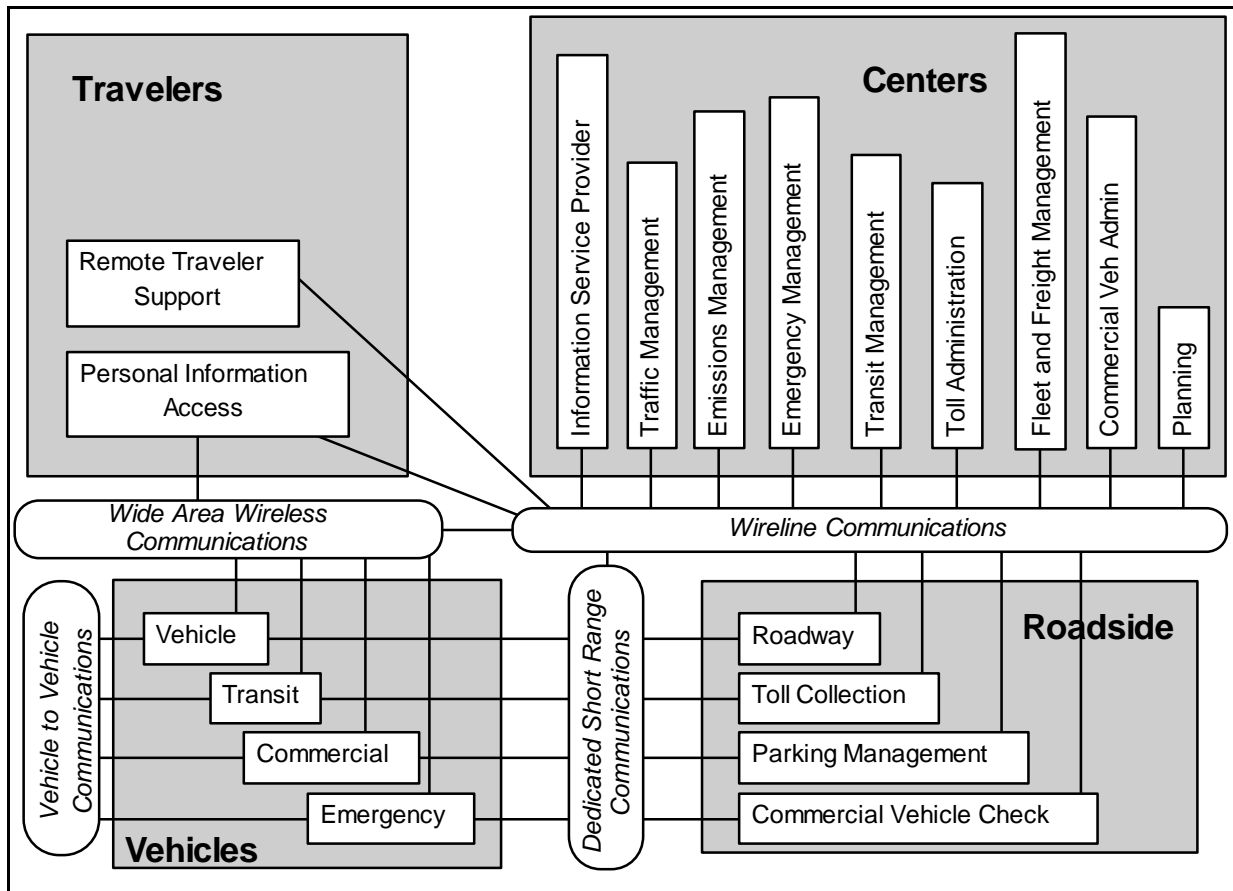 Travelers
Remote Traveler
Support
Personal Information
Access
Centers
Information Service Provider
Traffic Management
Emissions Management
Emergency Management
Transit Management
Toll Administration
Fleet and Freight Management
Commercial Veh Admin
Planning
Wide Area Wireless
Communications
Wireline Communications
Vehicle to Vehicle
Communications
Vehicle
Transit
Commercial
Emergency
Vehicles
Dedicated Short Range
Communications
Roadside
Roadway
Toll Collection
Parking Management
Commercial Vehicle Check